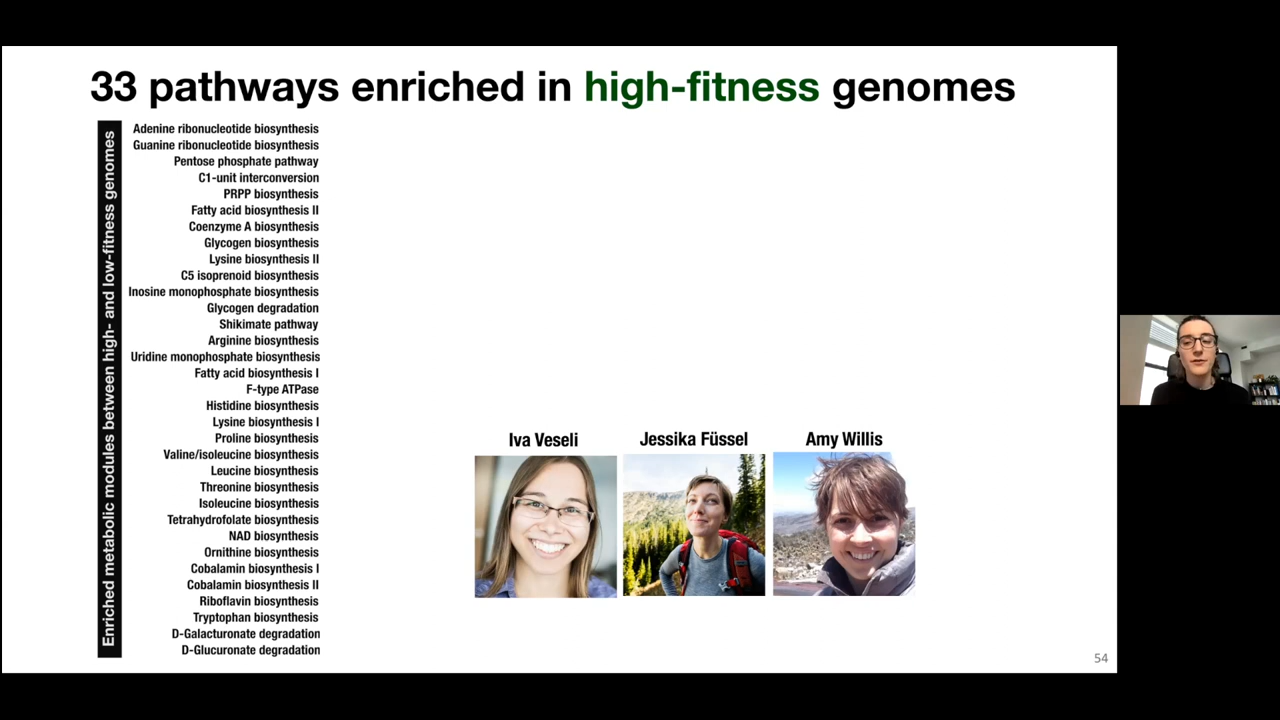 33 pathways enriched in high-fitness genomes
Enriched metabolic modules between high- and low-fitness genomes
Adenine ribonucleotide biosynthesis
Guanine ribonucleotide biosynthesis
Pentose phosphate pathway
C1-unit interconversion
PRPP biosynthesis
Fatty acid biosynthesis II
Coenzyme A biosynthesis
Glycogen biosynthesis
Lysine biosynthesis II
C5 isoprenoid biosynthesis
Inosine monophosphate biosynthesis
Glycogen degradation
Shikimate pathway
Arginine biosynthesis
Uridine monophosphate biosynthesis
Fatty acid biosynthesis I
F-type ATPase
Histidine biosynthesis
Lysine biosynthesis I
Proline biosynthesis
Valine/isoleucine biosynthesis
Leucine biosynthesis
Threonine biosynthesis
Isoleucine biosynthesis
Tetrahydrofolate biosynthesis
NAD biosynthesis
Ornithine biosynthesis
Cobalamin biosynthesis I
Cobalamin biosynthesis II
Riboflavin biosynthesis
Tryptophan biosynthesis
D-Galacturonate degradation
D-Glucuronate degradation
Iva Veseli
Jessika Füssel
Amy Willis
54